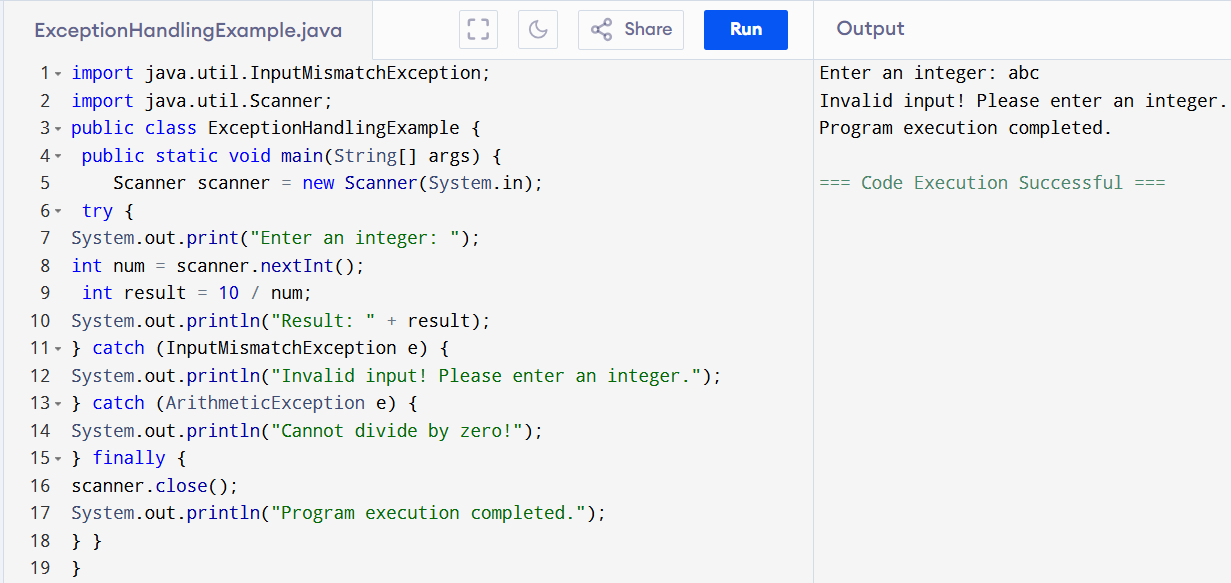 ExceptionHandlingExample.java
Share
Run
Output
1 import java.util.InputMismatchException;
2 import java.util.Scanner;
3 public class ExceptionHandlingExample {
4 public static void main(String[] args) {
5 Scanner scanner = new Scanner(System.in);
6 try {
7 System.out.print("Enter an integer: ");
8 int num = scanner.nextInt();
9 int result = 10 / num;
10 System.out.println("Result: " + result);
11 } catch (InputMismatchException e) {
12 System.out.println("Invalid input! Please enter an integer.");
13 } catch (ArithmeticException e) {
14 System.out.println("Cannot divide by zero!");
15 } finally {
16 scanner.close();
17 System.out.println("Program execution completed.");
18 } }
19 }
Enter an integer: abc
Invalid input! Please enter an integer.
Program execution completed.
=== Code Execution Successful ===